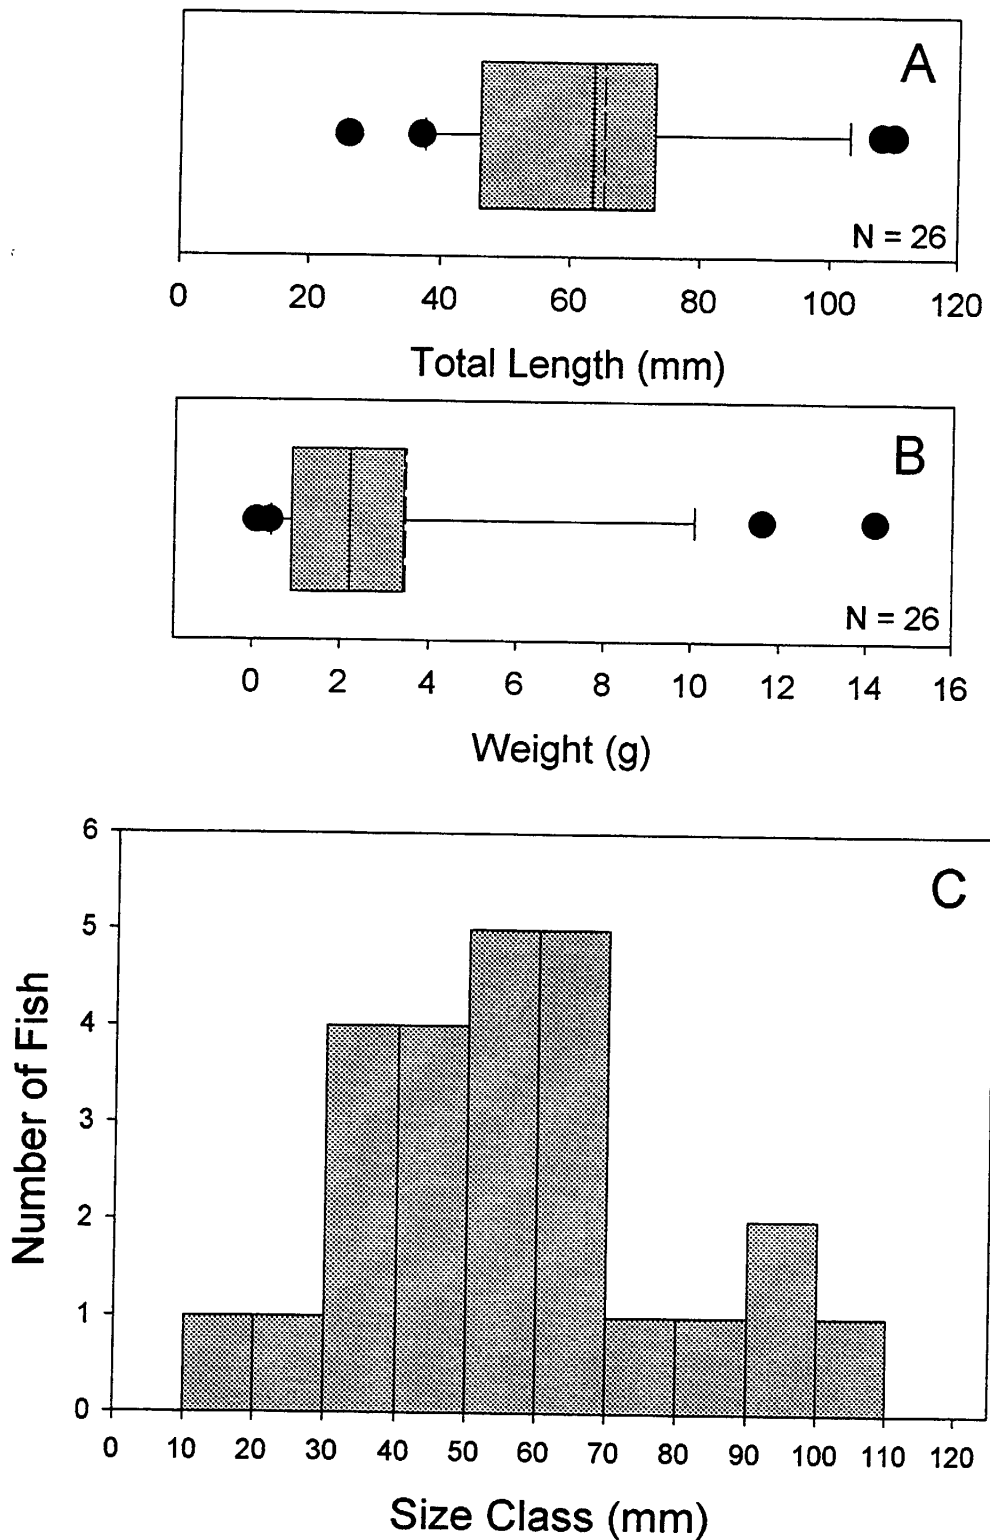 A
N = 26
0 20 40 60 80 100 120
Total Length (mm)
B
N = 26
0 2 4 6 8 10 12 14 16
Weight (g)
C
6
5
4
3
2
1
0
Number of Fish
0 10 20 30 40 50 60 70 80 90 100 110 120
Size Class (mm)